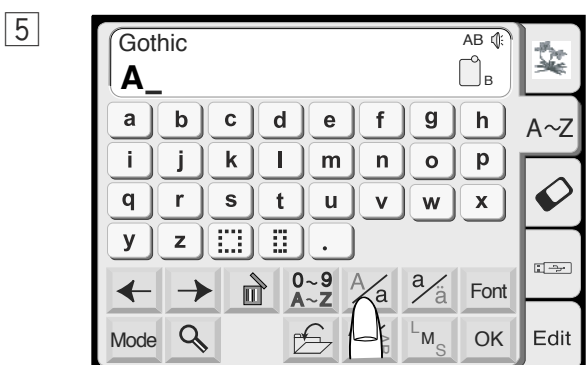 5
Gothic AB
A_ B
a b c d e f g h
A~Z
i j k l m n o p
q r s t u v w x
y z .
0~9 A/a a/ä Font
A~Z
Mode L M S OK Edit